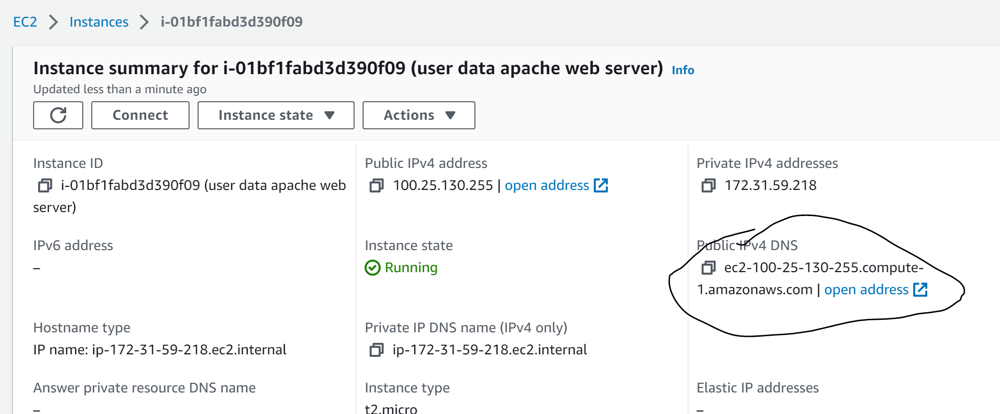 EC2 > Instances > i-01bf1fabd3d390f09
Instance summary for i-01bf1fabd3d390f09 (user data apache web server) Info
Updated less than a minute ago
Connect Instance state Actions
Instance ID
i-01bf1fabd3d390f09 (user data apache web
server)
Public IPv4 address
100.25.130.255 | open address
Private IPv4 addresses
172.31.59.218
IPv6 address
–
Instance state
Running
Public IPv4 DNS
ec2-100-25-130-255.compute-
1.amazonaws.com | open address
Hostname type
IP name: ip-172-31-59-218.ec2.internal
Private IP DNS name (IPv4 only)
ip-172-31-59-218.ec2.internal
Answer private resource DNS name
–
Instance type
t2.micro
Elastic IP addresses
–